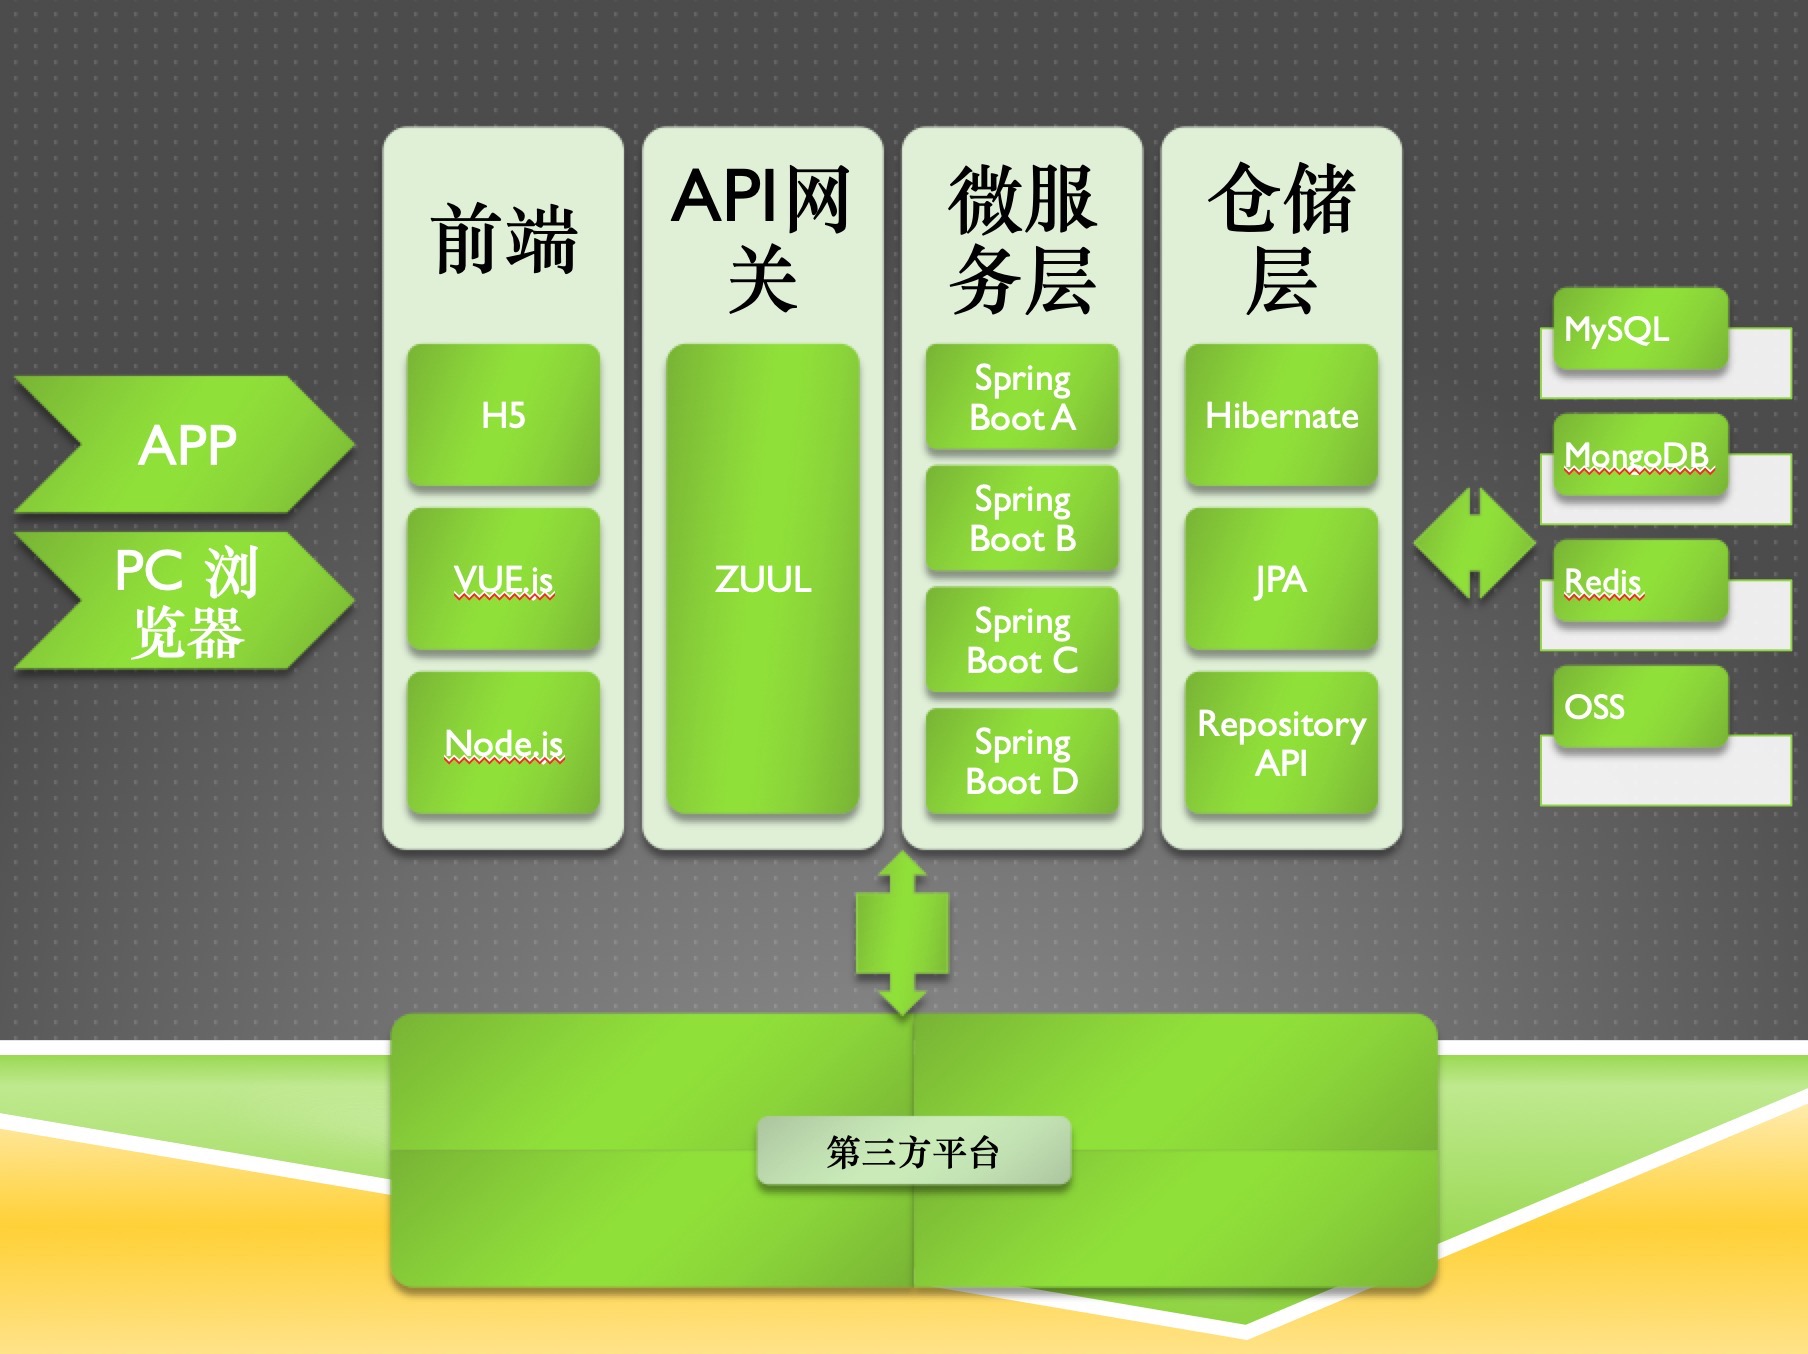 APP
PC 浏
览器
前端
H5
VUE.js
Node.js
API网
关
ZUUL
微服
务层
Spring
Boot A
Spring
Boot B
Spring
Boot C
Spring
Boot D
仓储
层
Hibernate
JPA
Repository
API
MySQL
MongoDB
Redis
OSS
第三方平台